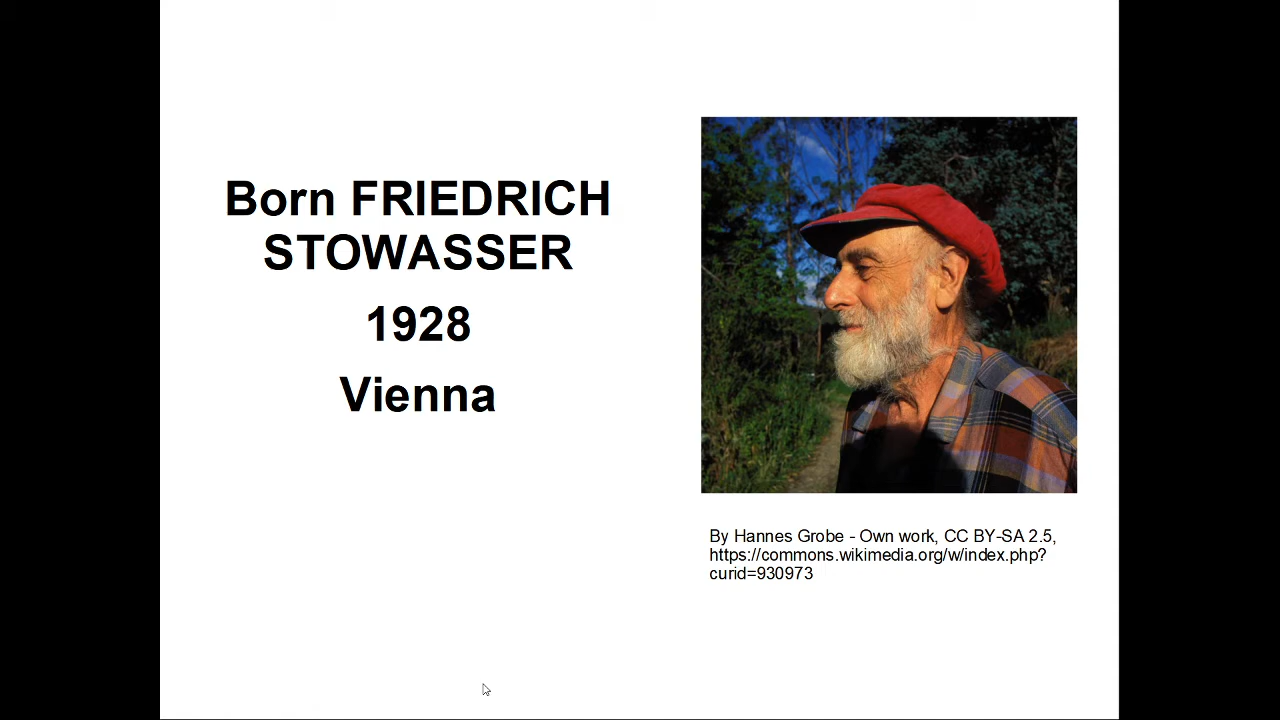 Born FRIEDRICH
STOWASSER
1928
Vienna
By Hannes Grobe - Own work, CC BY-SA 2.5,
https://commons.wikimedia.org/w/index.php?
curid=930973